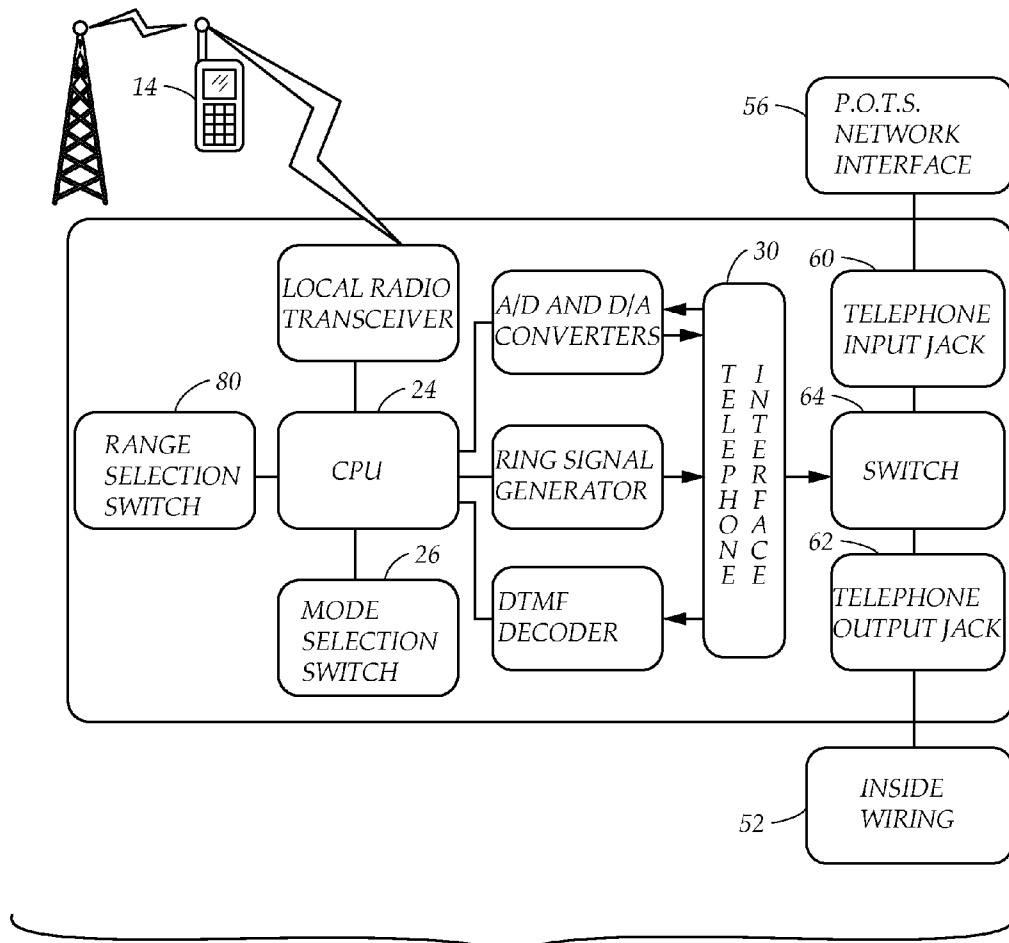 14
56
P.O.T.S.
NETWORK
INTERFACE
LOCAL RADIO
TRANSCEIVER
A/D AND D/A
CONVERTERS
30
TELEPHONE
INTERFACE
60
TELEPHONE
INPUT JACK
80
RANGE
SELECTION
SWITCH
24
CPU
RING SIGNAL
GENERATOR
64
SWITCH
26
MODE
SELECTION
SWITCH
DTMF
DECODER
62
TELEPHONE
OUTPUT JACK
52
INSIDE
WIRING